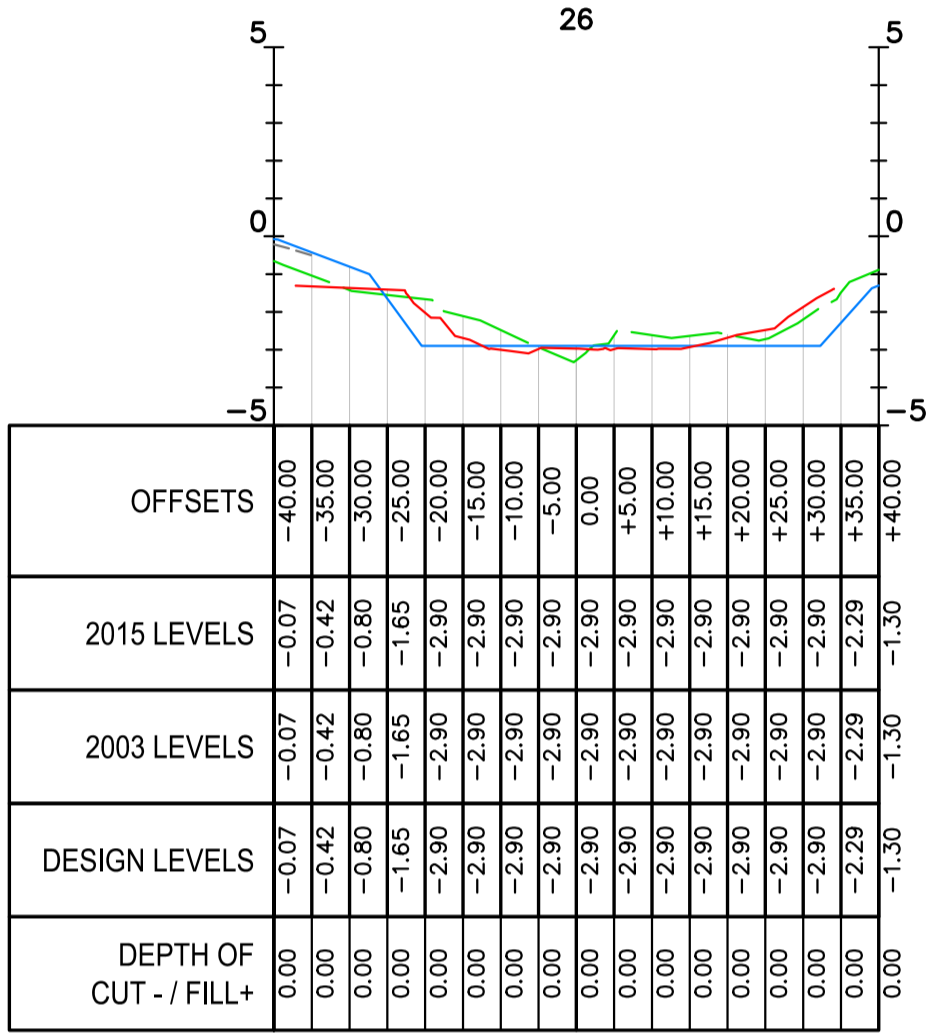 26
5 5
0 0
−5 −5
OFFSETS −40.00 −35.00 −30.00 −25.00 −20.00 −15.00 −10.00 −5.00 0.00 +5.00 +10.00 +15.00 +20.00 +25.00 +30.00 +35.00 +40.00
2015 LEVELS −0.07 −0.42 −0.80 −1.65 −2.90 −2.90 −2.90 −2.90 −2.90 −2.90 −2.90 −2.90 −2.90 −2.90 −2.90 −2.29 −1.30
2003 LEVELS −0.07 −0.42 −0.80 −1.65 −2.90 −2.90 −2.90 −2.90 −2.90 −2.90 −2.90 −2.90 −2.90 −2.90 −2.90 −2.29 −1.30
DESIGN LEVELS −0.07 −0.42 −0.80 −1.65 −2.90 −2.90 −2.90 −2.90 −2.90 −2.90 −2.90 −2.90 −2.90 −2.90 −2.90 −2.29 −1.30
DEPTH OF
CUT - / FILL+ 0.00 0.00 0.00 0.00 0.00 0.00 0.00 0.00 0.00 0.00 0.00 0.00 0.00 0.00 0.00 0.00 0.00